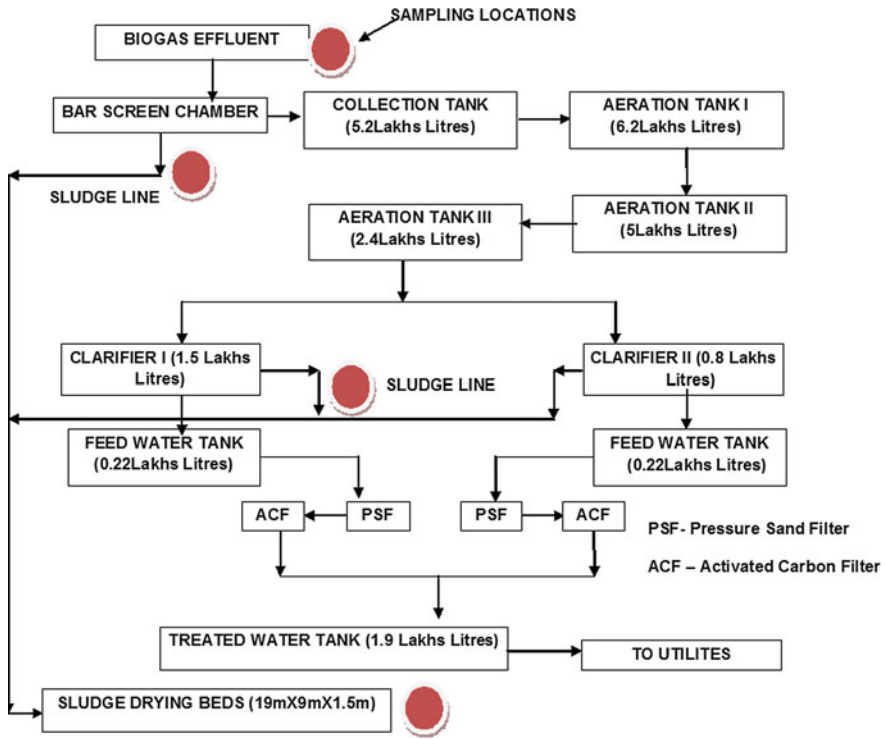 SAMPLING LOCATIONS
BIOGAS EFFLUENT
BAR SCREEN CHAMBER
COLLECTION TANK
(5.2Lakhs Litres)
AERATION TANK I
(6.2Lakhs Litres)
SLUDGE LINE
AERATION TANK III
(2.4Lakhs Litres)
AERATION TANK II
(5Lakhs Litres)
CLARIFIER I (1.5 Lakhs
Litres)
SLUDGE LINE
CLARIFIER II (0.8 Lakhs
Litres)
FEED WATER TANK
(0.22Lakhs Litres)
FEED WATER TANK
(0.22Lakhs Litres)
ACF
PSF
PSF
ACF
PSF- Pressure Sand Filter
ACF – Activated Carbon Filter
TREATED WATER TANK (1.9 Lakhs Litres)
TO UTILITES
SLUDGE DRYING BEDS (19mX9mX1.5m)